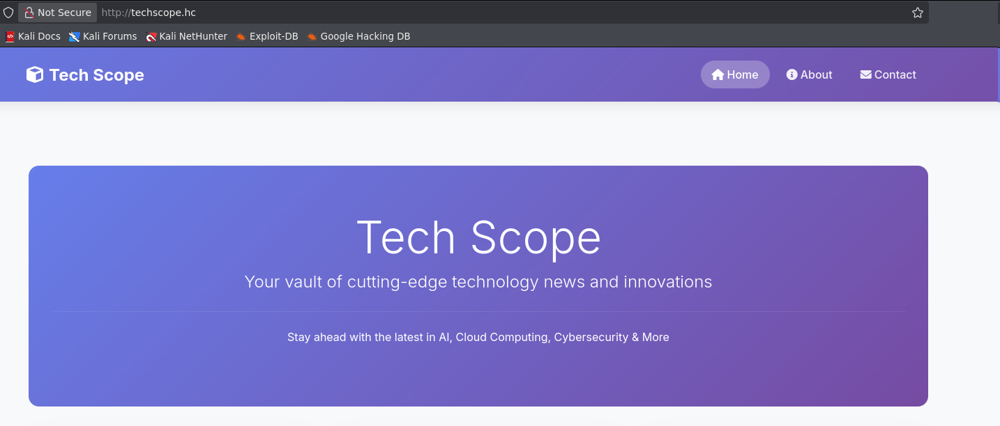 Not Secure http://techscope.hc
Kali Docs Kali Forums Kali NetHunter Exploit-DB Google Hacking DB
Tech Scope Home About Contact
Tech Scope
Your vault of cutting-edge technology news and innovations
Stay ahead with the latest in AI, Cloud Computing, Cybersecurity & More